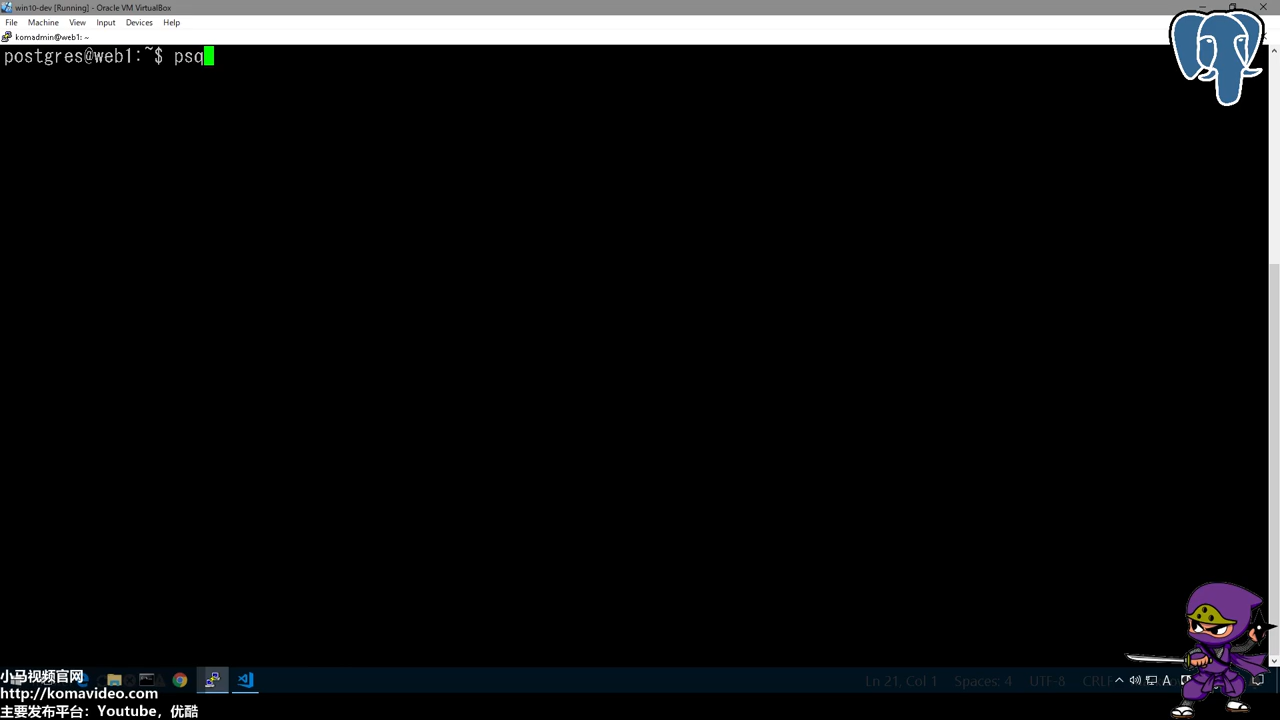 win10-dev [Running] - Oracle VM VirtualBox
File Machine View Input Devices Help
komadmin@web1: ~
postgres@web1:~$ psq
小马视频官网
http://komavideo.com
主要发布平台：Youtube，优酷
Ln 21, Col 1 Spaces: 4 UTF-8 CRLF
A